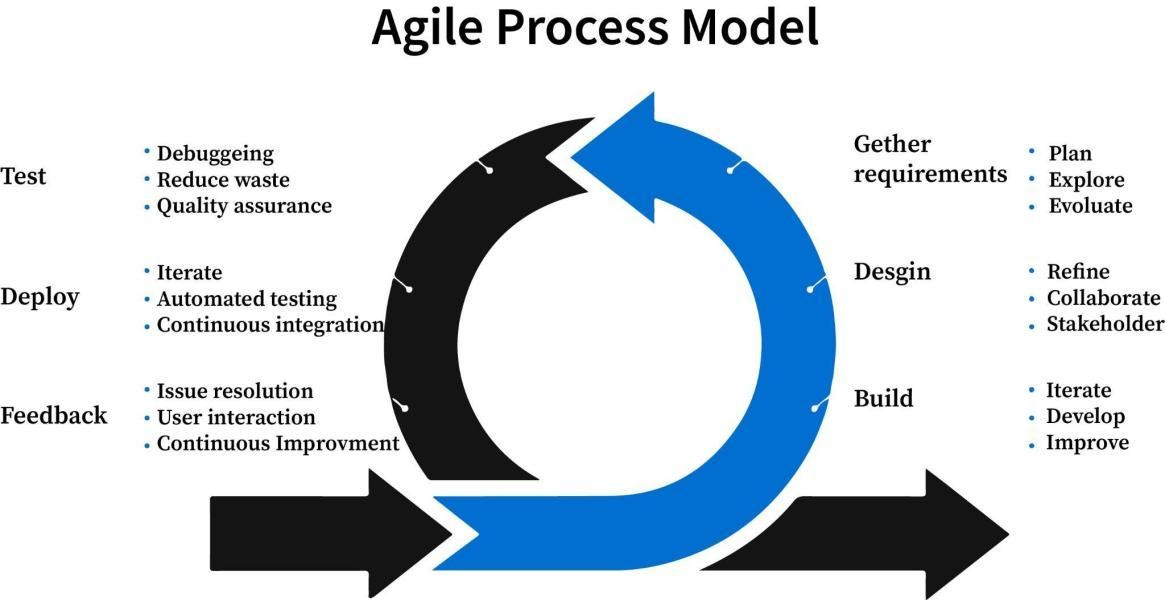 Agile Process Model
Test
Debuggeing
Reduce waste
Quality assurance
Deploy
Iterate
Automated testing
Continuous integration
Feedback
Issue resolution
User interaction
Continuous Improvment
Gether
requirements
Plan
Explore
Evoluate
Desgin
Refine
Collaborate
Stakeholder
Build
Iterate
Develop
Improve